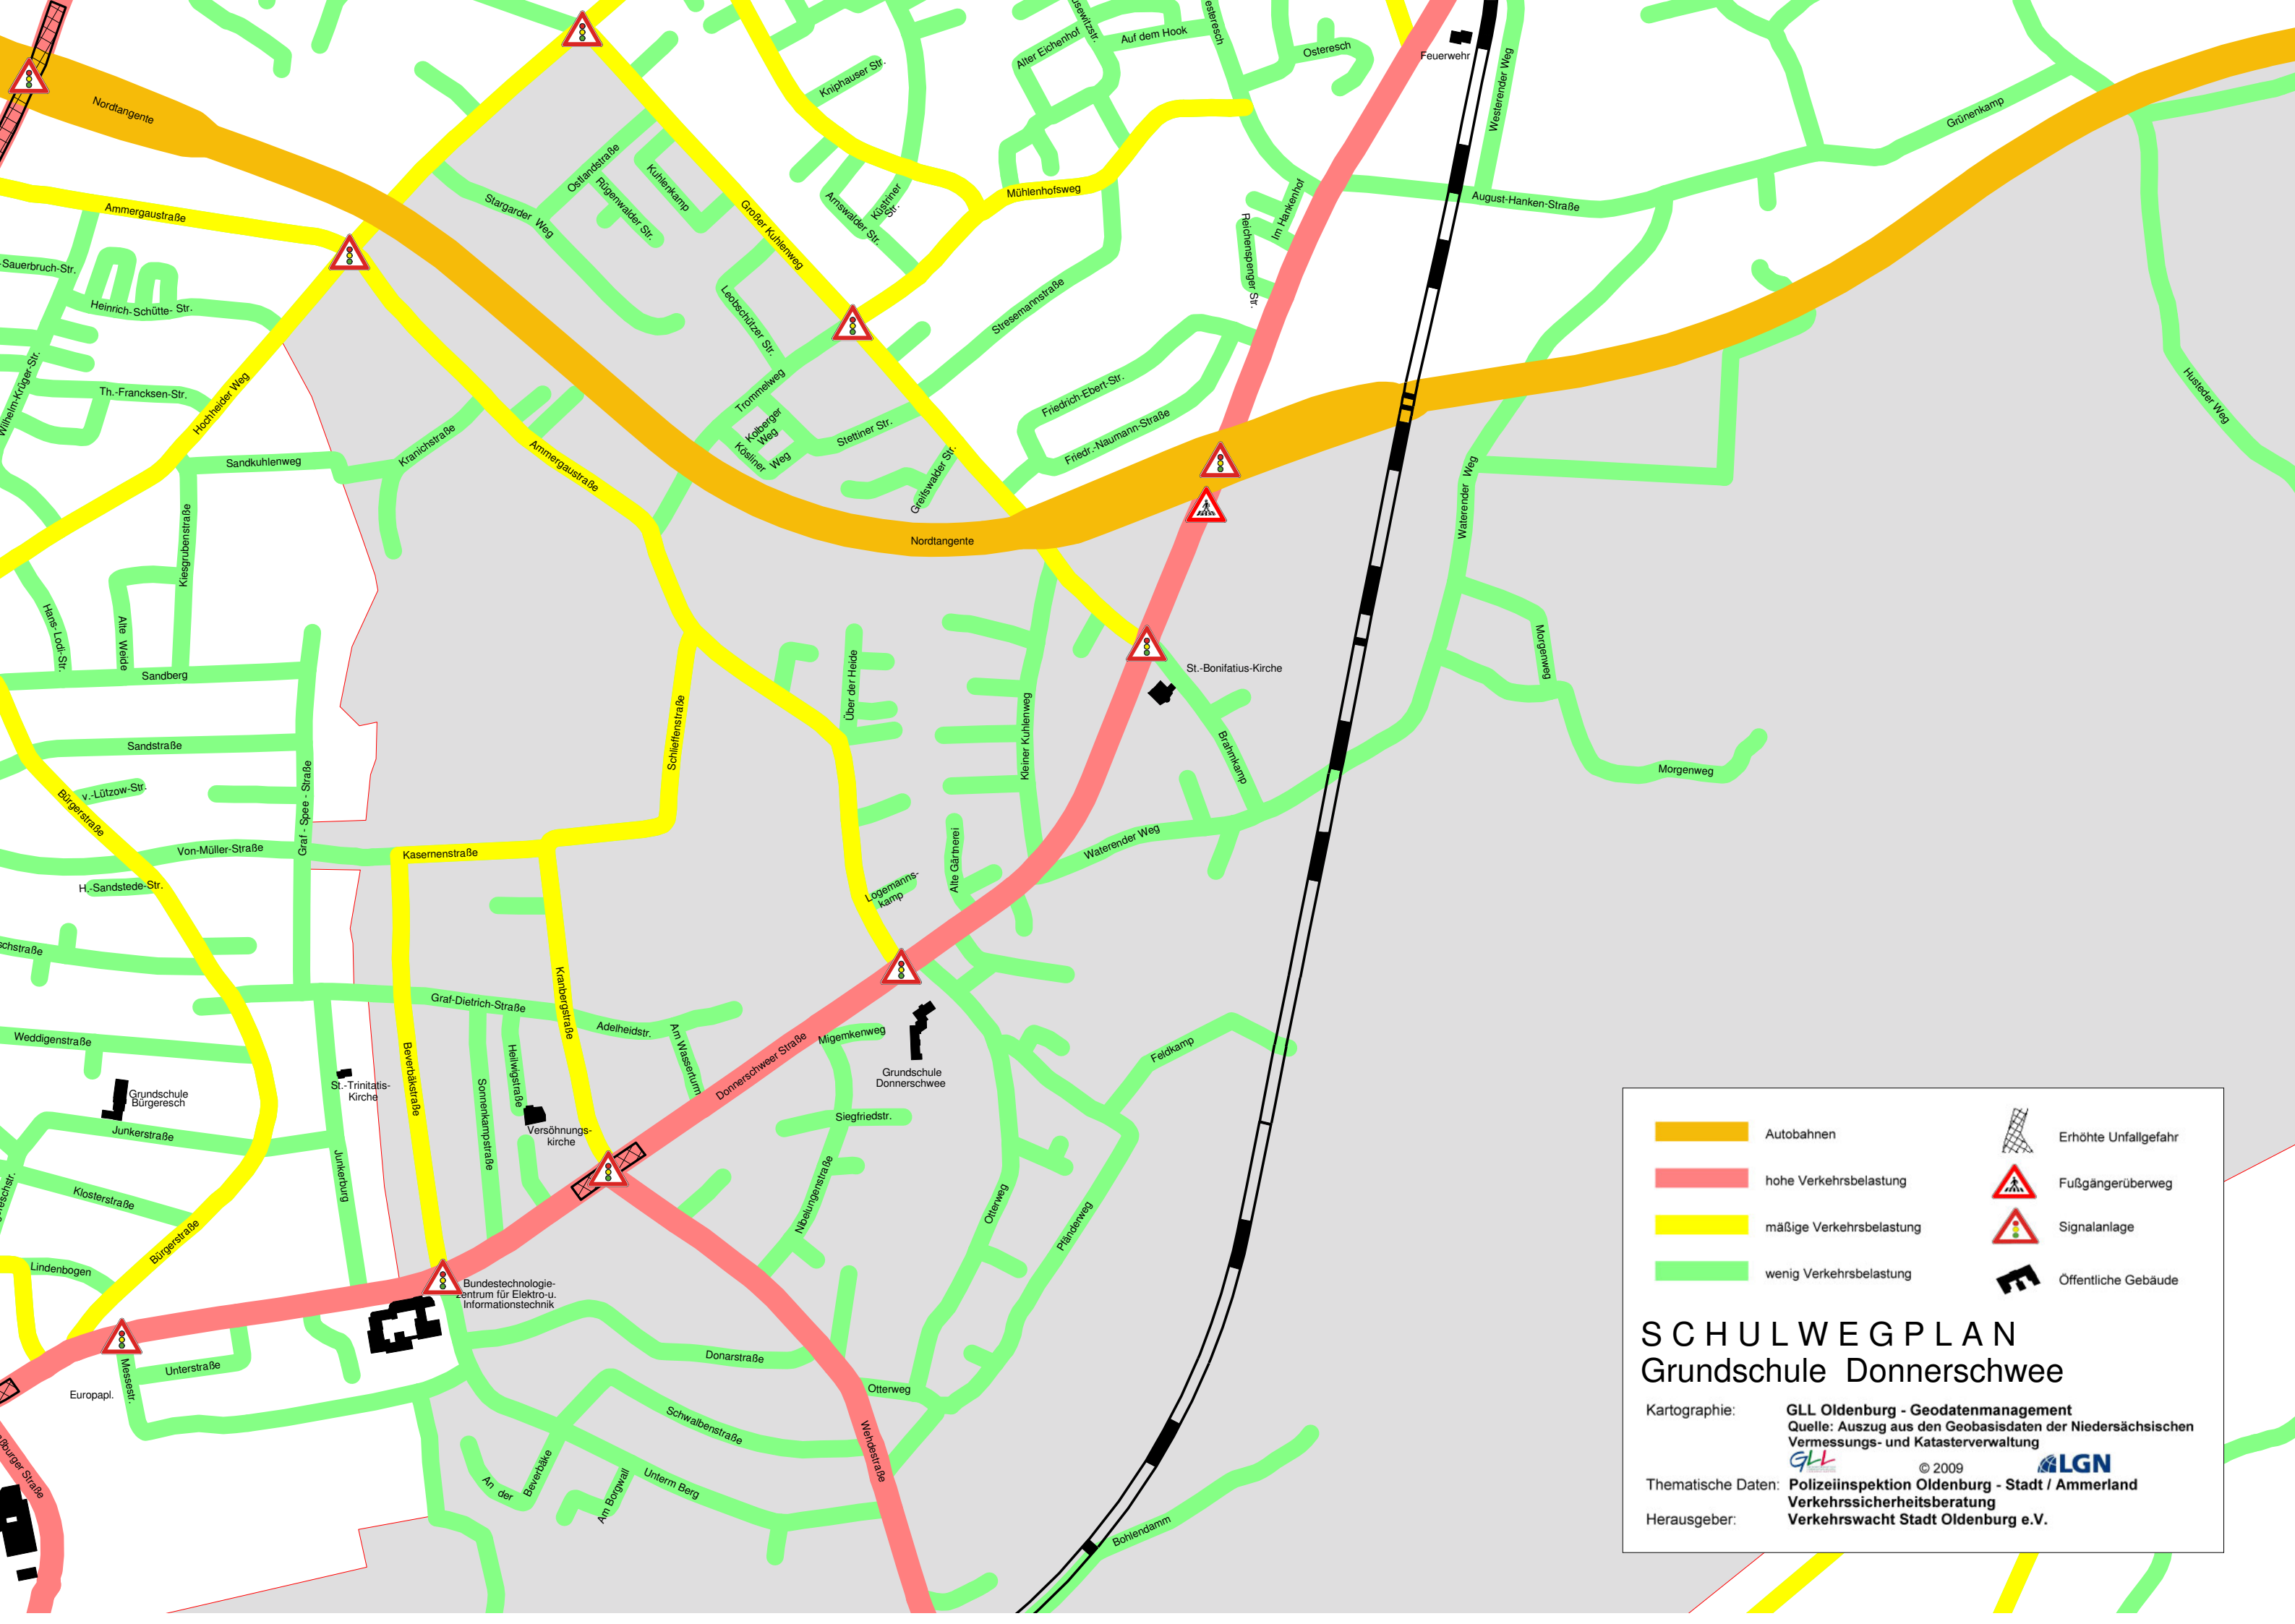 Nordtangente
Ammergaustraße
-Sauerbruch-Str.
Heinrich-Schütte- Str.
Wilhelm-Krüger-Str.
Th.-Francksen-Str.
Hochheider Weg
Sandkuhlenweg
Kranichstraße
Kiesgrubenstraße
Hans-Lodi-Str.
Alte Weide
Sandberg
Sandstraße
v.-Lützow-Str.
Bürgerstraße
Graf - Spee - Straße
Von-Müller-Straße
H.-Sandstede-Str.
schstraße
Weddigenstraße
Grundschule
Bürgeresch
Junkerstraße
Klosterstraße
Bürgerstraße
Lindenbogen
St.-Trinitatis-
Kirche
Junkerburg
Unterstraße
Messestr.
Europapl.
Stargarder Weg
Ostlandstraße
Rügenwalder Str.
Kuhlenkamp
Großer Kuhlenweg
Leobschützer Str.
Trommelweg
Kolberger
Weg
Kösliner
Weg
Stettiner Str.
Greifswalder Str.
Ammergaustraße
Nordtangente
Kniphauser Str.
Arnswalder Str.
Küstriner
Str.
Alter Eichenhof
Auf dem Hook
Osteresch
Mühlenhofsweg
Stresemannstraße
Friedrich-Ebert-Str.
Friedr.-Naumann-Straße
Im Hankenhof
Reichenspenger Str.
Feuerwehr
Westerender Weg
August-Hanken-Straße
Grünenkamp
Husteder Weg
Waterender Weg
Morgenweg
Morgenweg
St.-Bonifatius-Kirche
Brahmkamp
Waterender Weg
Kleiner Kuhlenweg
Über der Heide
Schlieffenstraße
Kasernenstraße
Alte Gärtnerei
Logemanns-
kamp
Kranbergstraße
Graf-Dietrich-Straße
Adelheidstr.
Am Wasserturm
Beverbäkstraße
Sonnenkampstraße
Heilwigstraße
Versöhnungs-
kirche
Donnerschweer Straße
Migemkenweg
Grundschule
Donnerschwee
Siegfriedstr.
Nibelungenstraße
Feldkamp
Otterweg
Pfänderweg
Bundestechnologie-
zentrum für Elektro-u.
Informationstechnik
Donarstraße
Otterweg
Schwalbenstraße
Wehdestraße
An der
Beverbäke
Am Borgwall
Unterm Berg
Bohlendamm
Autobahnen
hohe Verkehrsbelastung
mäßige Verkehrsbelastung
wenig Verkehrsbelastung
Erhöhte Unfallgefahr
Fußgängerüberweg
Signalanlage
Öffentliche Gebäude
SCHULWEGPLAN
Grundschule Donnerschwee
Kartographie: GLL Oldenburg - Geodatenmanagement
Quelle: Auszug aus den Geobasisdaten der Niedersächsischen
Vermessungs- und Katasterverwaltung
GLL © 2009 LGN
Thematische Daten: Polizeiinspektion Oldenburg - Stadt / Ammerland
Verkehrssicherheitsberatung
Herausgeber: Verkehrswacht Stadt Oldenburg e.V.